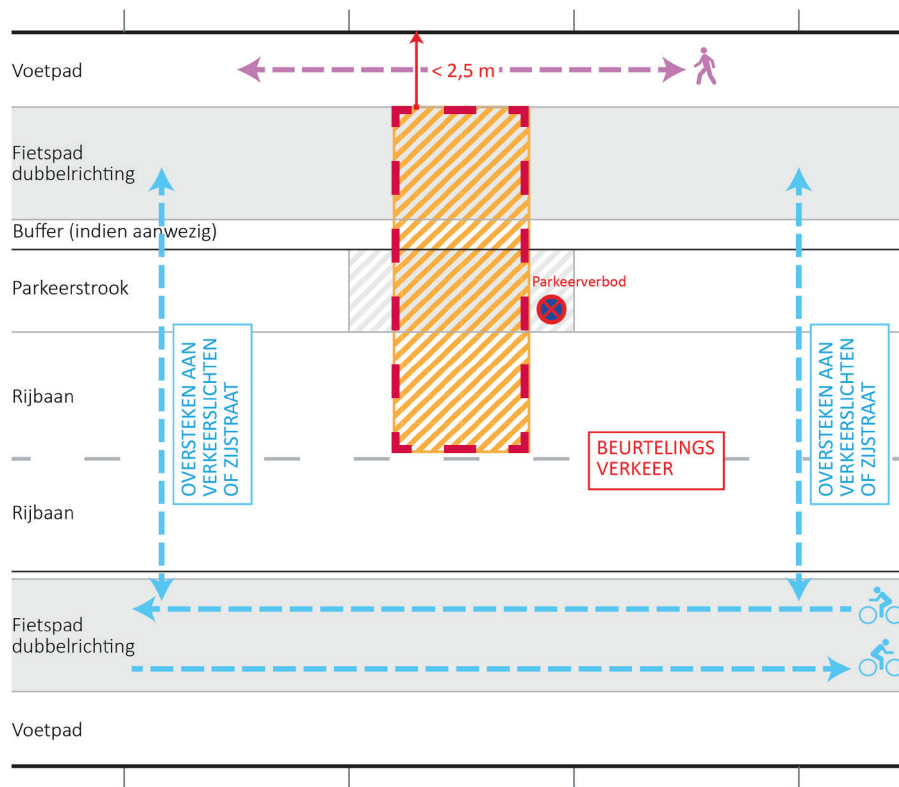 Voetpad
< 2,5 m
Fietspad
dubbelrichting
Buffer (indien aanwezig)
Parkeerstrook
Parkeerverbod
OVERSTEKEN AAN
VERKEERSLICHTEN
OF ZIJSTRAAT
OVERSTEKEN AAN
VERKEERSLICHTEN
OF ZIJSTRAAT
Rijbaan
BEURTELINGS
VERKEER
Rijbaan
Fietspad
dubbelrichting
Voetpad